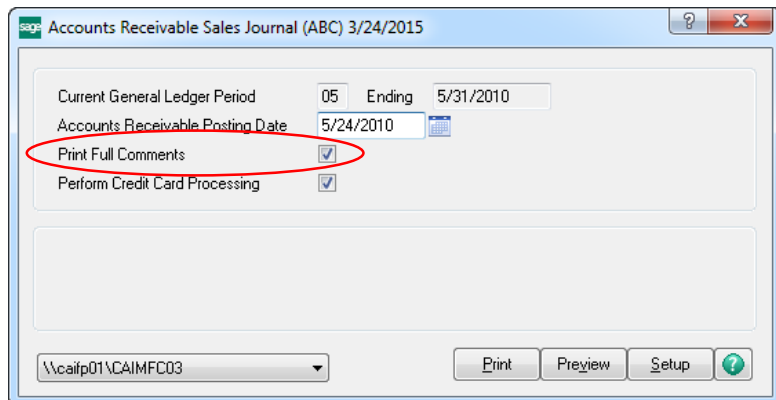 sage Accounts Receivable Sales Journal (ABC) 3/24/2015
Current General Ledger Period 05 Ending 5/31/2010
Accounts Receivable Posting Date 5/24/2010
Print Full Comments
Perform Credit Card Processing
\\caifp01\CAIMFC03 Print Preview Setup